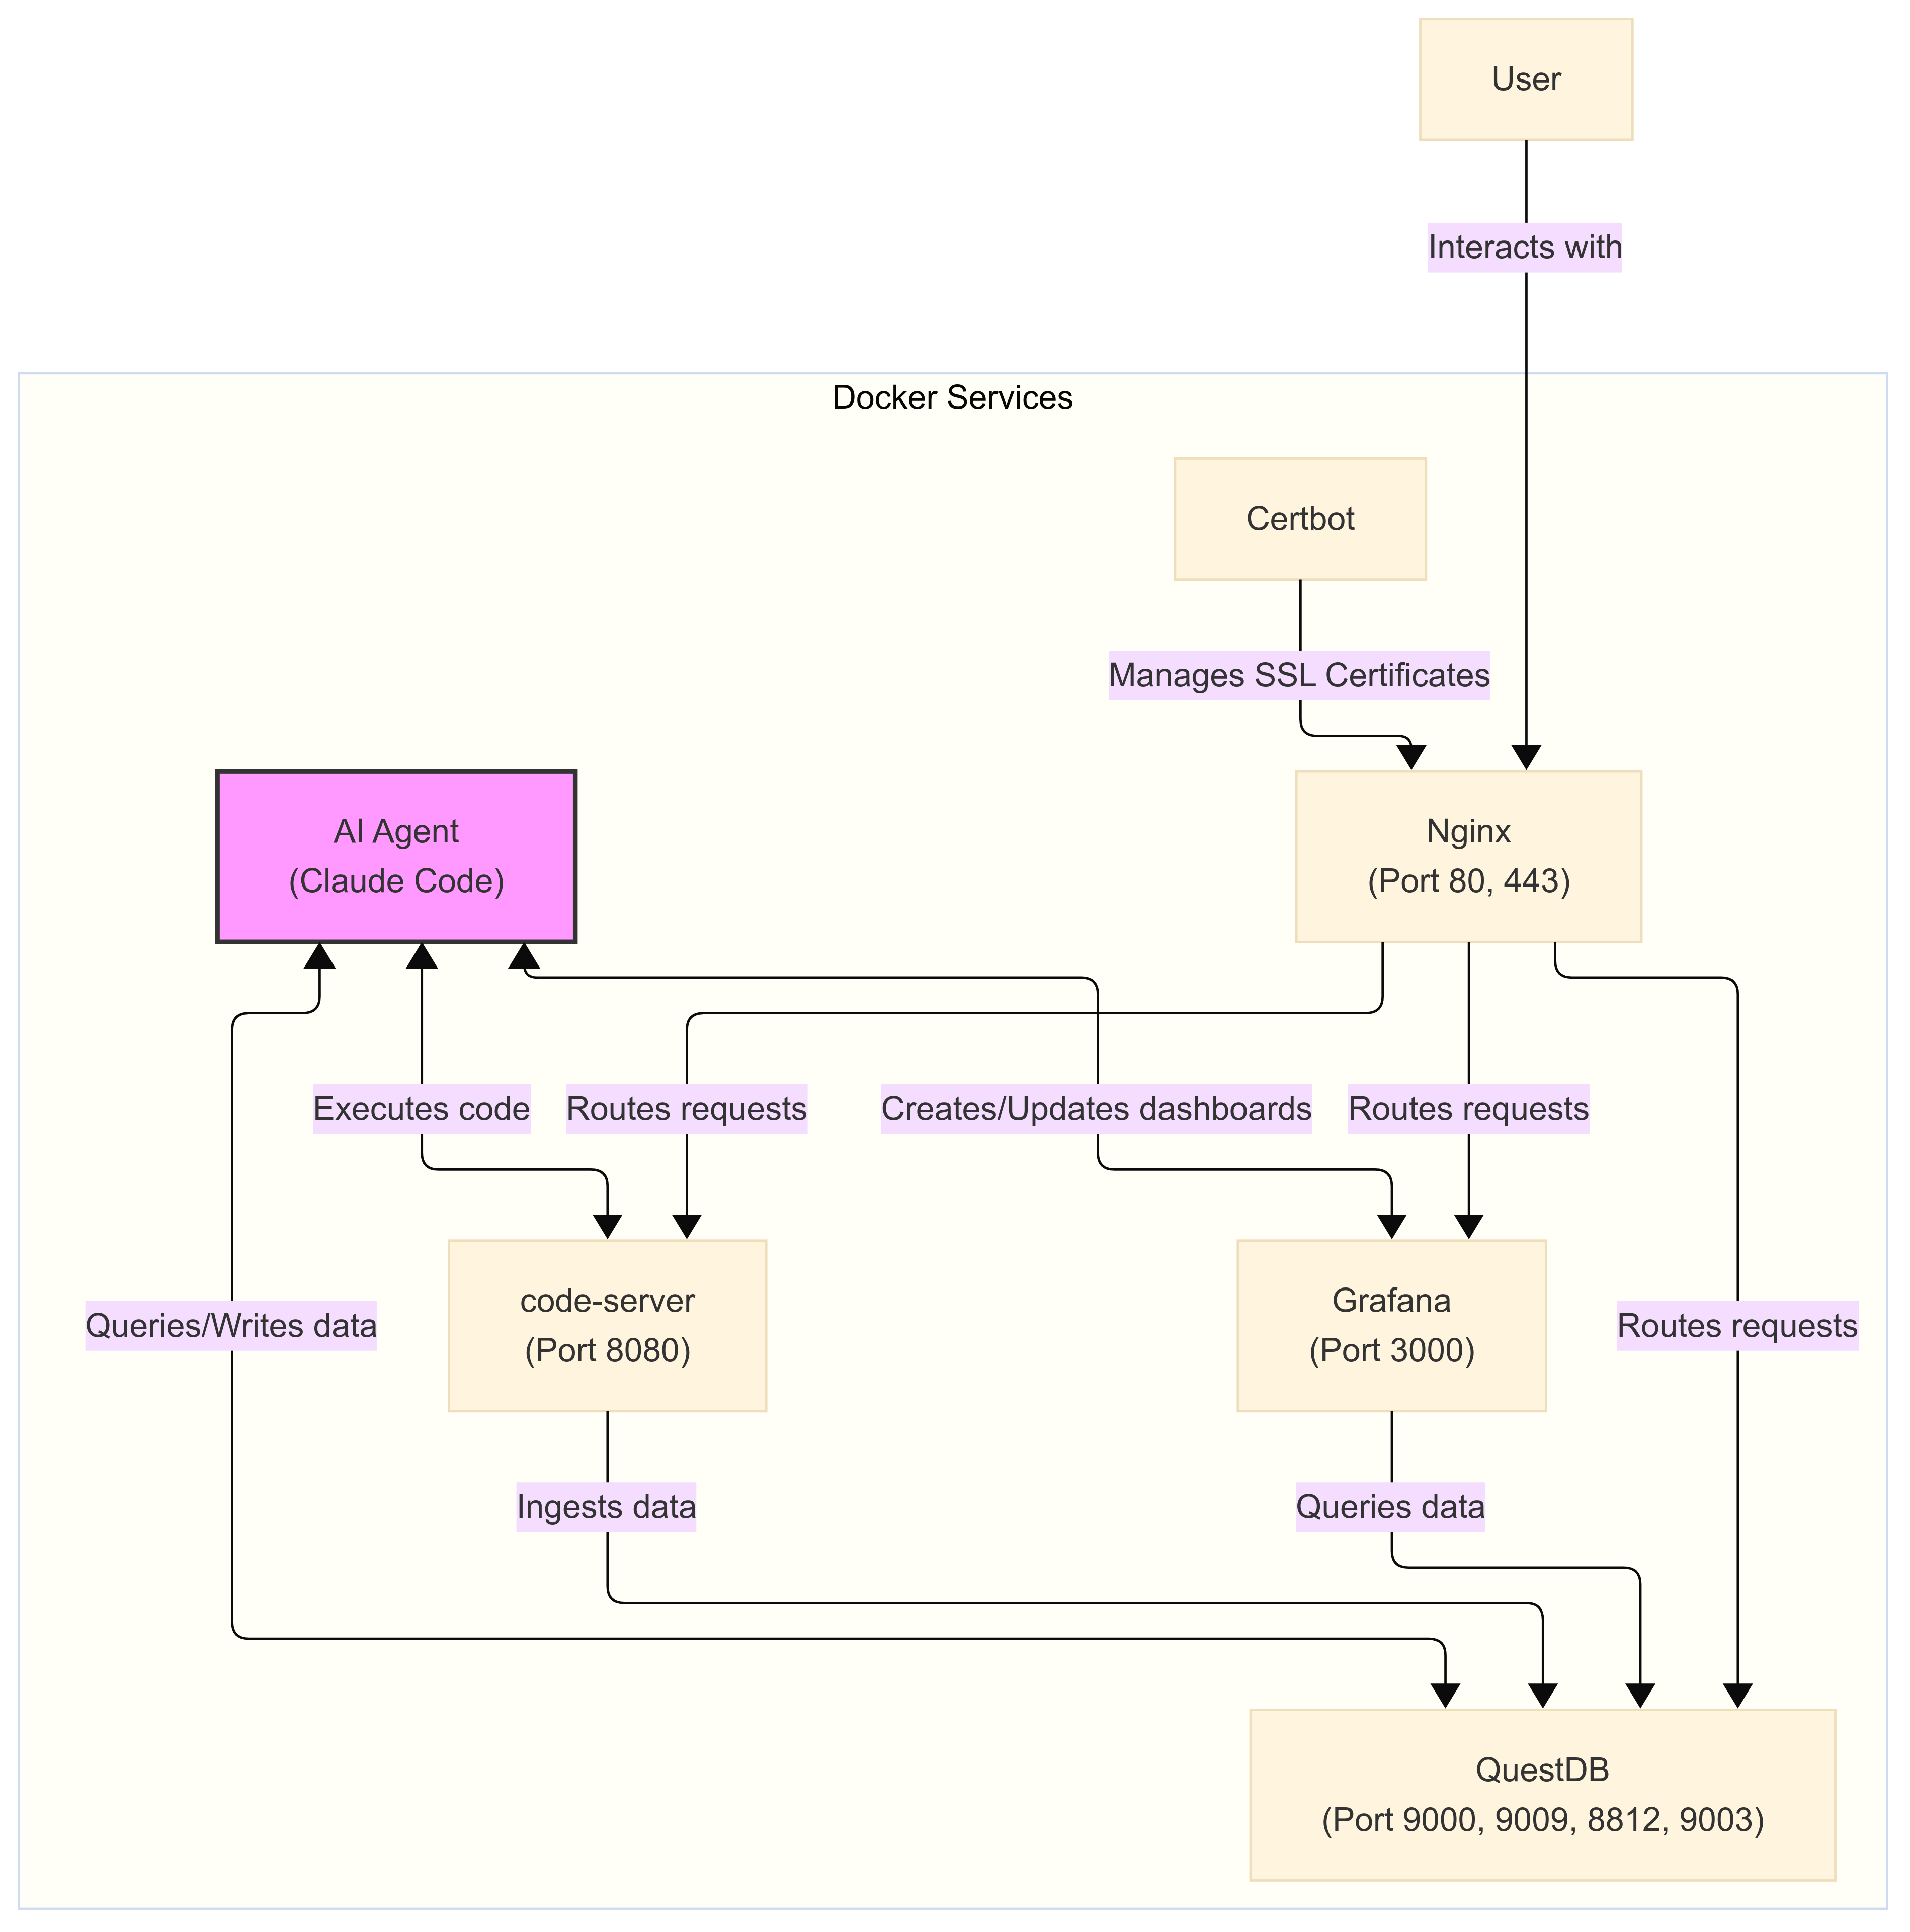 User
Interacts with
Docker Services
Certbot
Manages SSL Certificates
AI Agent
(Claude Code)
Nginx
(Port 80, 443)
Executes code
Routes requests
Creates/Updates dashboards
Routes requests
Queries/Writes data
code-server
(Port 8080)
Grafana
(Port 3000)
Routes requests
Ingests data
Queries data
QuestDB
(Port 9000, 9009, 8812, 9003)